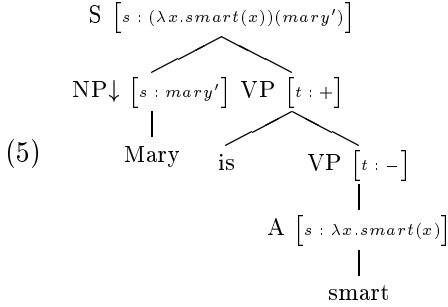 S [s : (λx.smart(x))(mary′)]
NP↓ [s : mary′] VP [t : +]
(5) Mary is VP [t : −]
A [s : λx.smart(x)]
smart